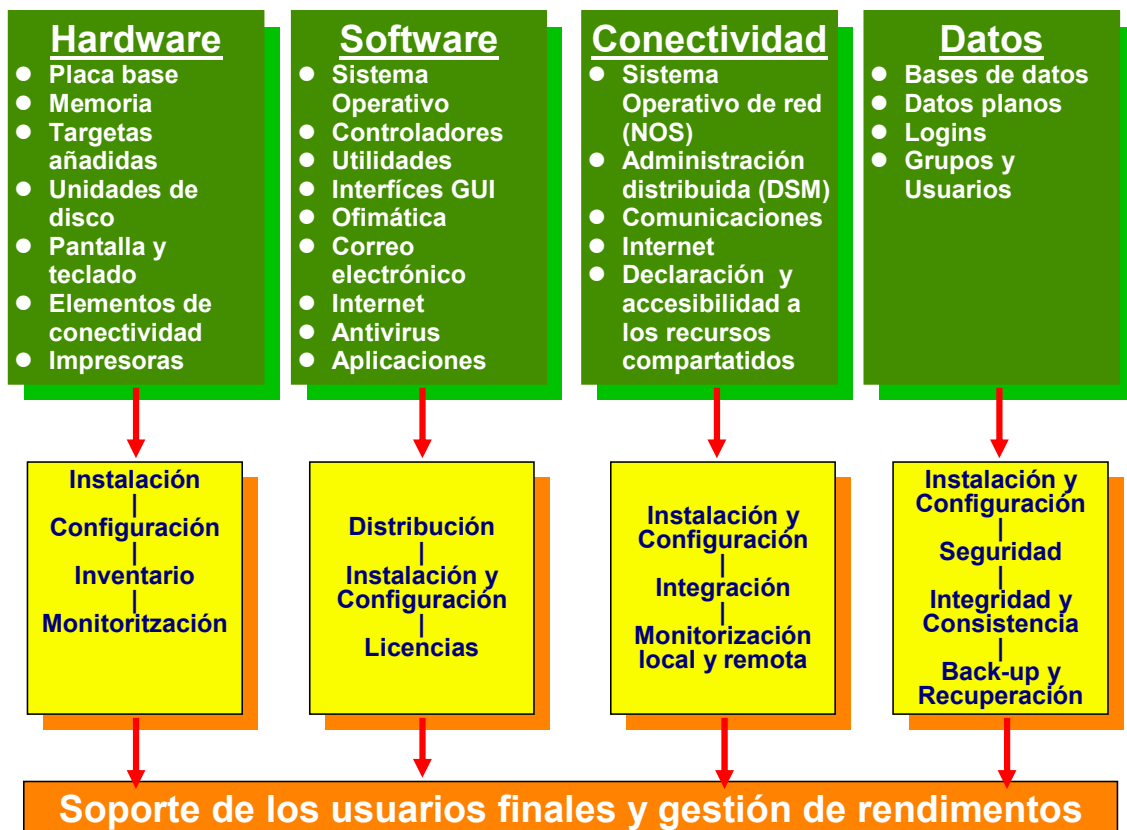 Hardware
● Placa base
● Memoria
● Targetas
añadidas
● Unidades de
disco
● Pantalla y
teclado
● Elementos de
conectividad
● Impresoras
Software
● Sistema
Operativo
● Controladores
● Utilidades
● Interfíces GUI
● Ofimática
● Correo
electrónico
● Internet
● Antivirus
● Aplicaciones
Conectividad
● Sistema
Operativo de red
(NOS)
● Administración
distribuida (DSM)
● Comunicaciones
● Internet
● Declaración y
accesibilidad a
los recursos
compartatidos
Datos
● Bases de datos
● Datos planos
● Logins
● Grupos y
Usuarios
Instalación
|
Configuración
|
Inventario
|
Monitoritzación
Distribución
|
Instalación y
Configuración
|
Licencias
Instalación y
Configuración
|
Integración
|
Monitorización
local y remota
Instalación y
Configuración
|
Seguridad
|
Integridad y
Consistencia
|
Back-up y
Recuperación
Soporte de los usuarios finales y gestión de rendimentos